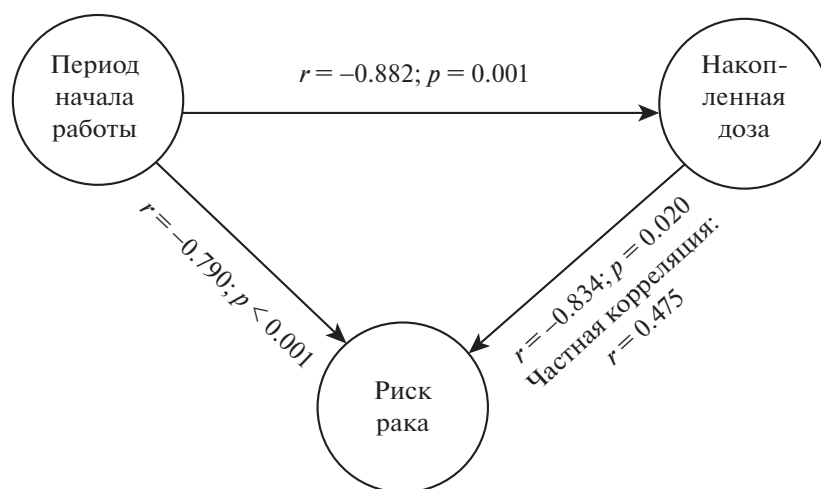 Период
начала
работы
r = –0.882; p = 0.001
Накоп-
ленная
доза
r = –0.790; p < 0.001
r = –0.834; p = 0.020
Частная корреляция:
r = 0.475
Риск
рака